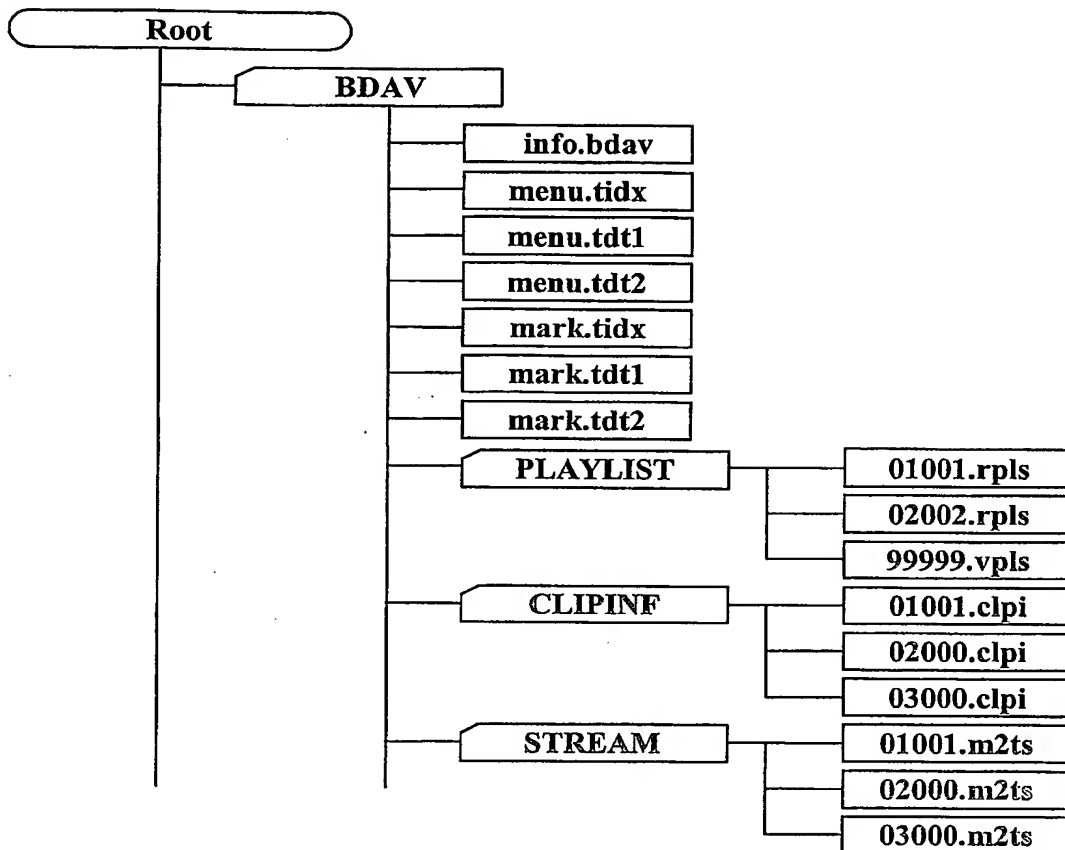 Root
BDAV
info.bdav
menu.tidx
menu.tdt1
menu.tdt2
mark.tidx
mark.tdt1
mark.tdt2
PLAYLIST
01001.rpls
02002.rpls
99999.vpls
CLIPINF
01001.clpi
02000.clpi
03000.clpi
STREAM
01001.m2ts
02000.m2ts
03000.m2ts